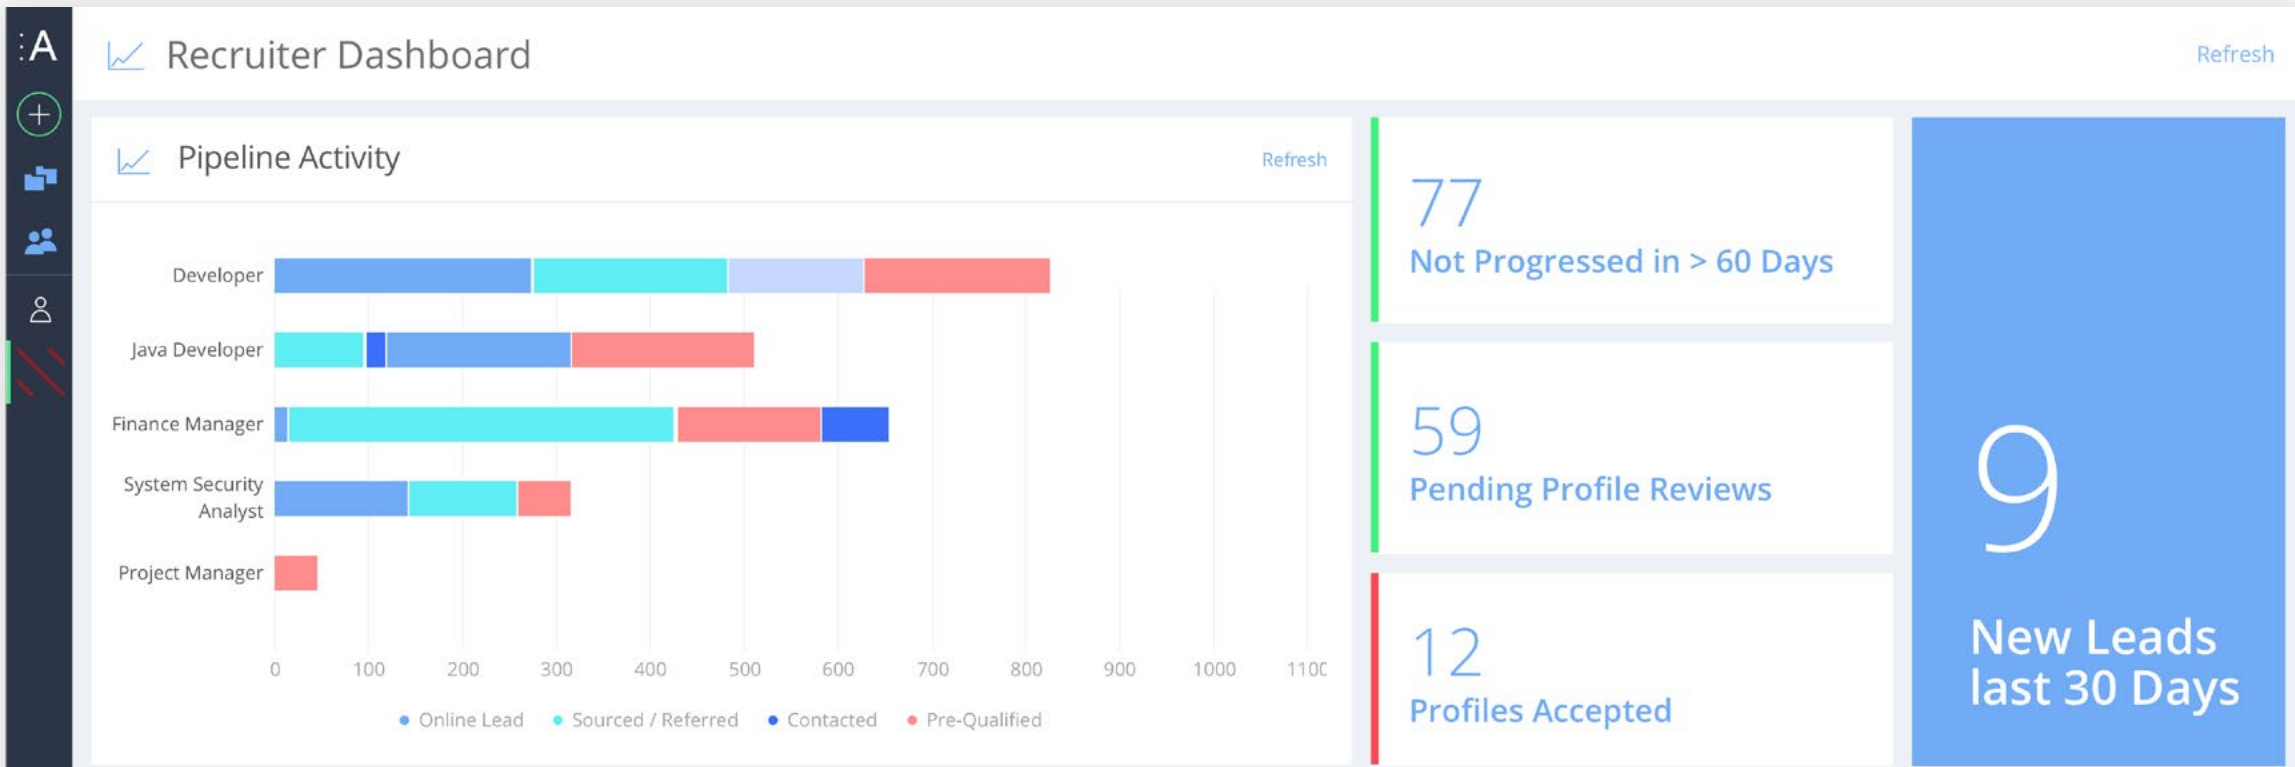 A
Recruiter Dashboard
Refresh
Pipeline Activity
Refresh
Developer
Java Developer
Finance Manager
System Security
Analyst
Project Manager
0 100 200 300 400 500 600 700 800 900 1000 1100
Online Lead Sourced / Referred Contacted Pre-Qualified
77
Not Progressed in > 60 Days
59
Pending Profile Reviews
12
Profiles Accepted
9
New Leads
last 30 Days